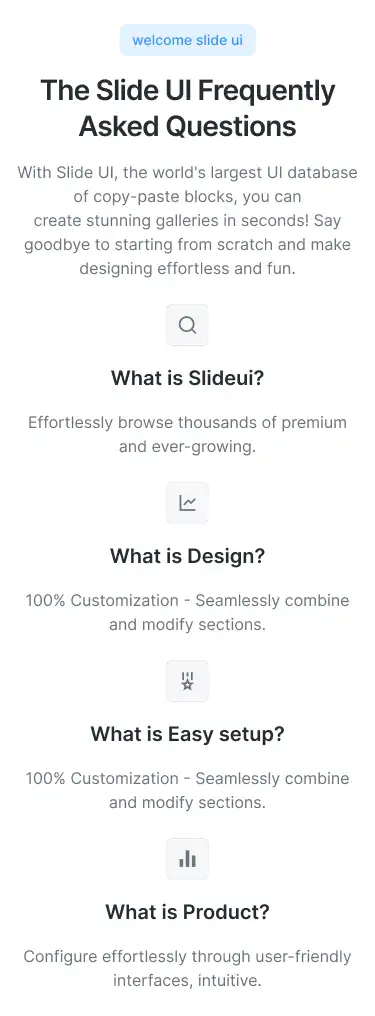 welcome slide ui
The Slide UI Frequently
Asked Questions
With Slide UI, the world's largest UI database
of copy-paste blocks, you can
create stunning galleries in seconds! Say
goodbye to starting from scratch and make
designing effortless and fun.
What is Slideui?
Effortlessly browse thousands of premium
and ever-growing.
What is Design?
100% Customization - Seamlessly combine
and modify sections.
What is Easy setup?
100% Customization - Seamlessly combine
and modify sections.
What is Product?
Configure effortlessly through user-friendly
interfaces, intuitive.